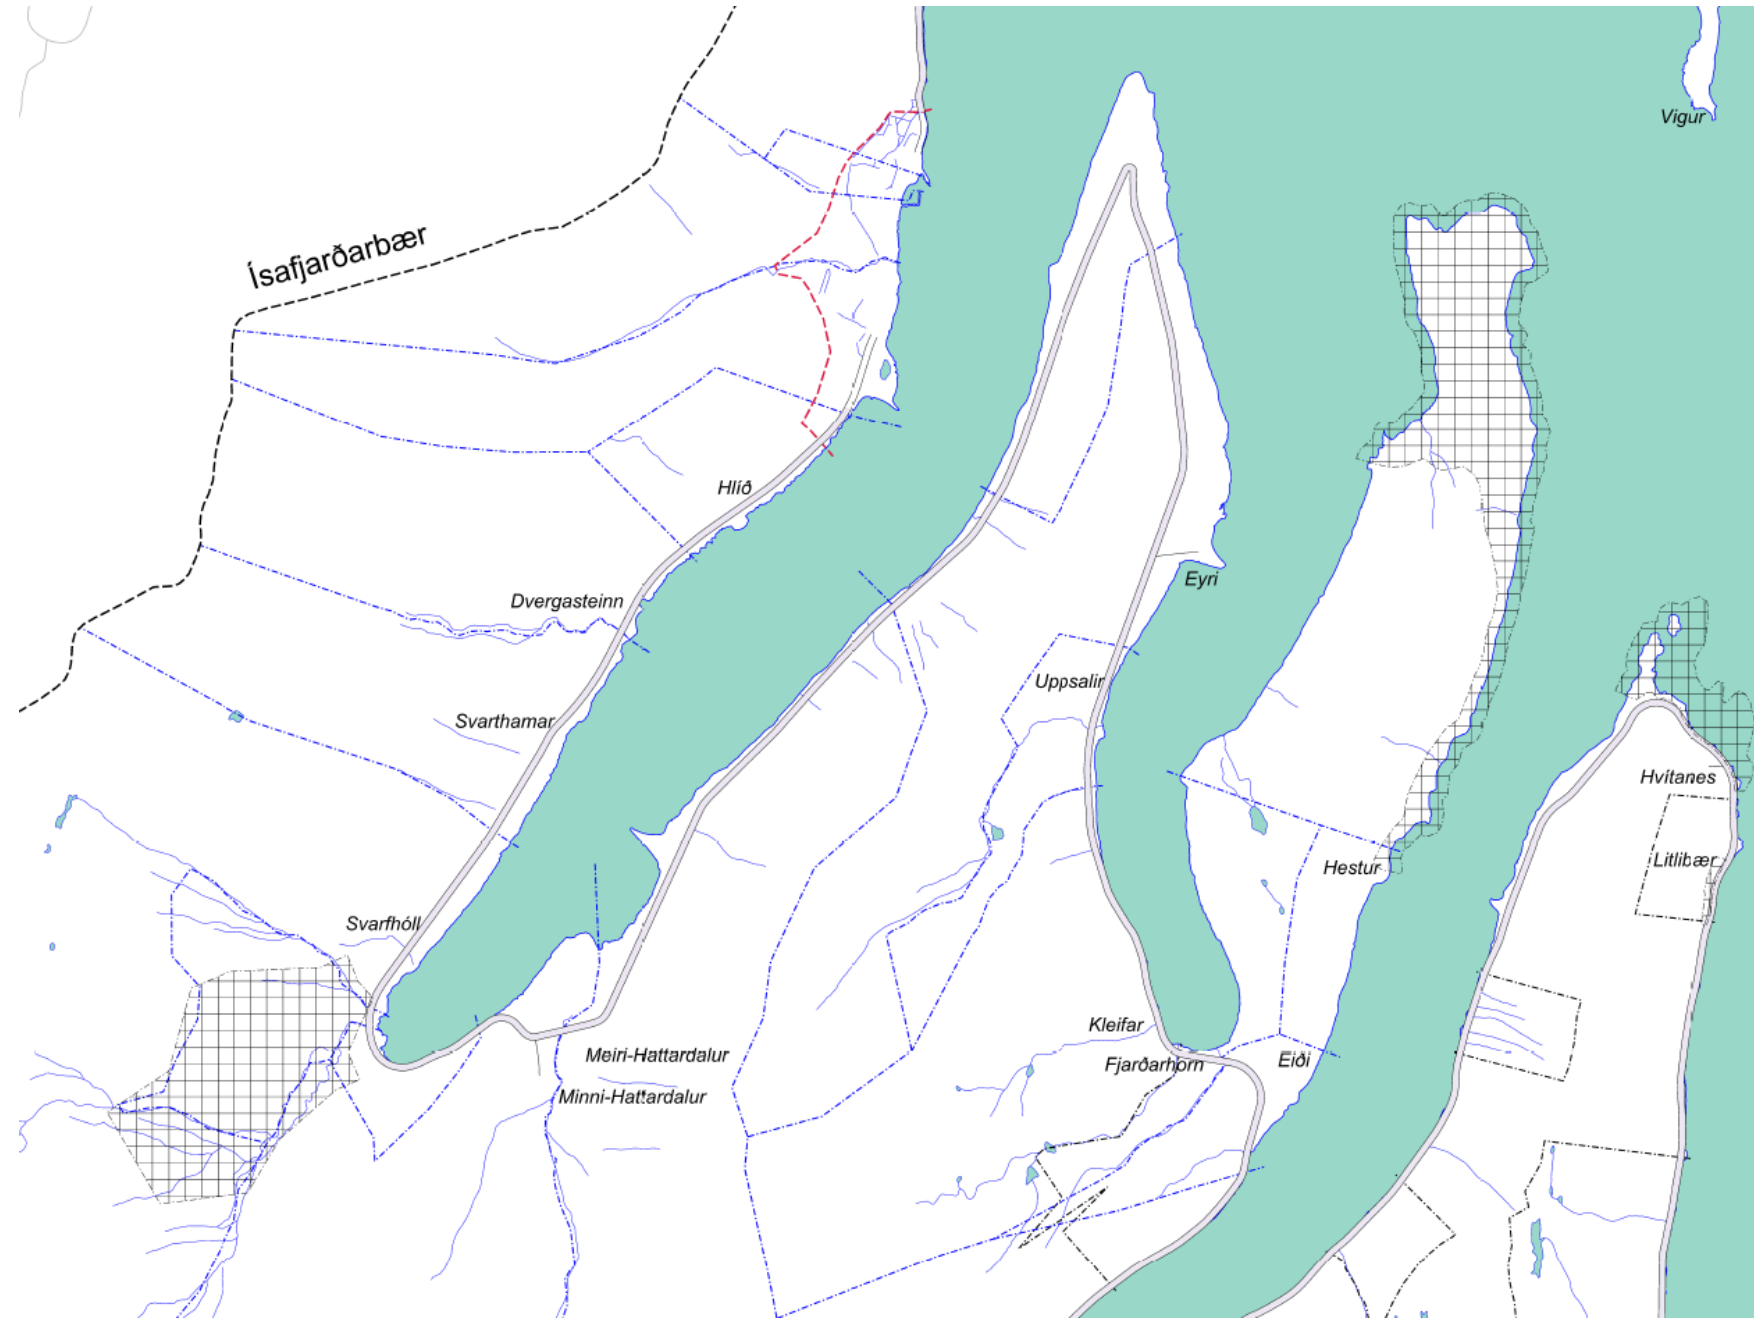 Vigur
Ísafjarðarbær
Hlíð
Eyri
Dvergasteinn
Uppsalir
Svarthamar
Hvítanes
Litlibær
Hestur
Svarfhóll
Kleifar
Meiri-Hattardalur
Fjarðarhorn
Eiði
Minni-Hattardalur